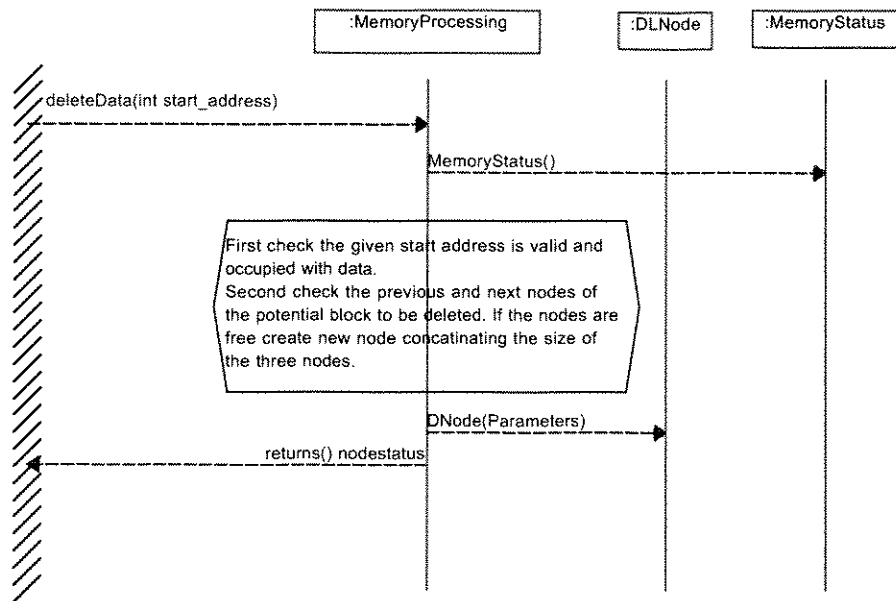 :MemoryProcessing
:DLNode
:MemoryStatus
deleteData(int start_address)
MemoryStatus()
First check the given start address is valid and
occupied with data.
Second check the previous and next nodes of
the potential block to be deleted. If the nodes are
free create new node concatinating the size of
the three nodes.
DNode(Parameters)
returns() nodestatus